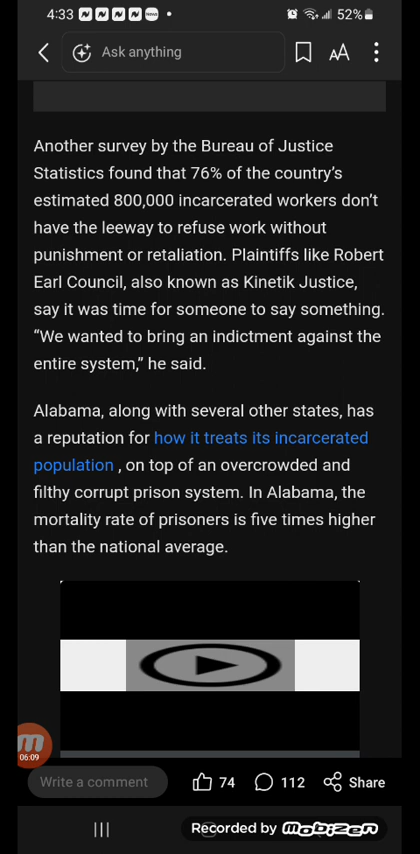 4:33 52%
Ask anything AA
Another survey by the Bureau of Justice
Statistics found that 76% of the country's
estimated 800,000 incarcerated workers don't
have the leeway to refuse work without
punishment or retaliation. Plaintiffs like Robert
Earl Council, also known as Kinetik Justice,
say it was time for someone to say something.
“We wanted to bring an indictment against the
entire system,” he said.
Alabama, along with several other states, has
a reputation for how it treats its incarcerated
population , on top of an overcrowded and
filthy corrupt prison system. In Alabama, the
mortality rate of prisoners is five times higher
than the national average.
06:09
Write a comment 74 112 Share
Recorded by mobizen